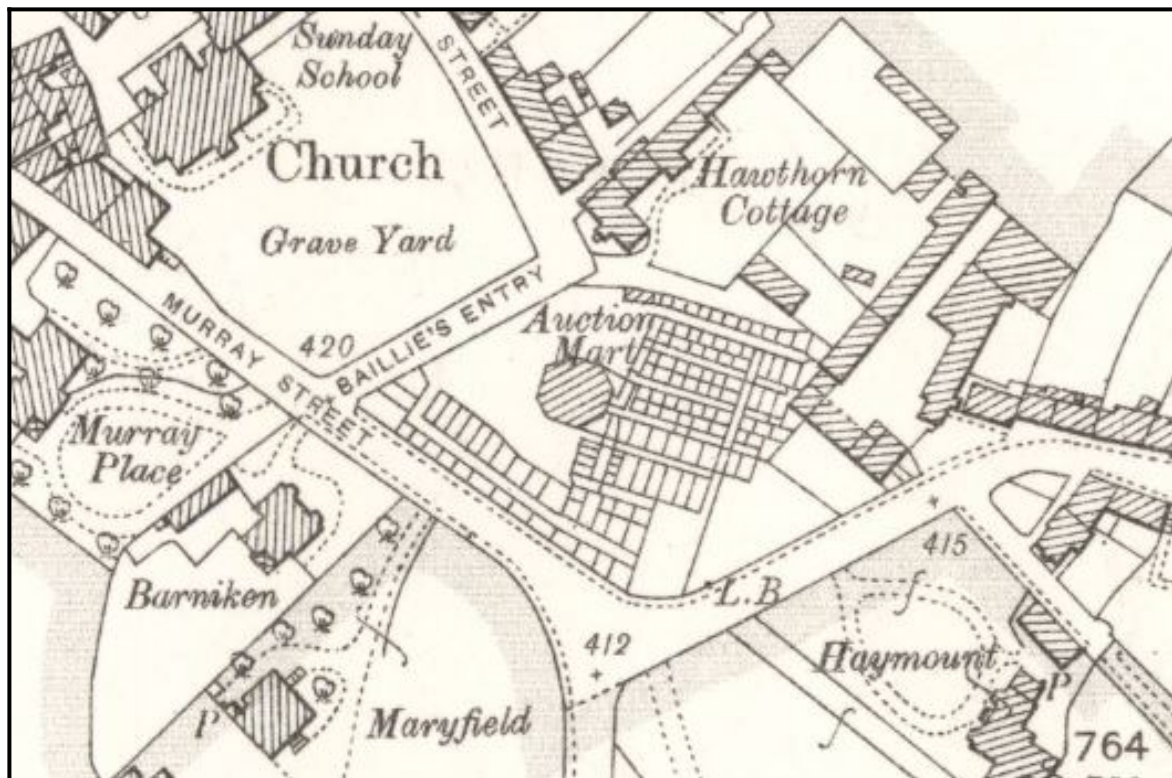 Sunday
School
STREET
Church
Hawthorn
Cottage
Grave Yard
MURRAY STREET
420
BAILLIE'S ENTRY
Auction
Mart
Murray
Place
Barniken
412
L.B.
415
Haymount
P
P
Maryfield
764